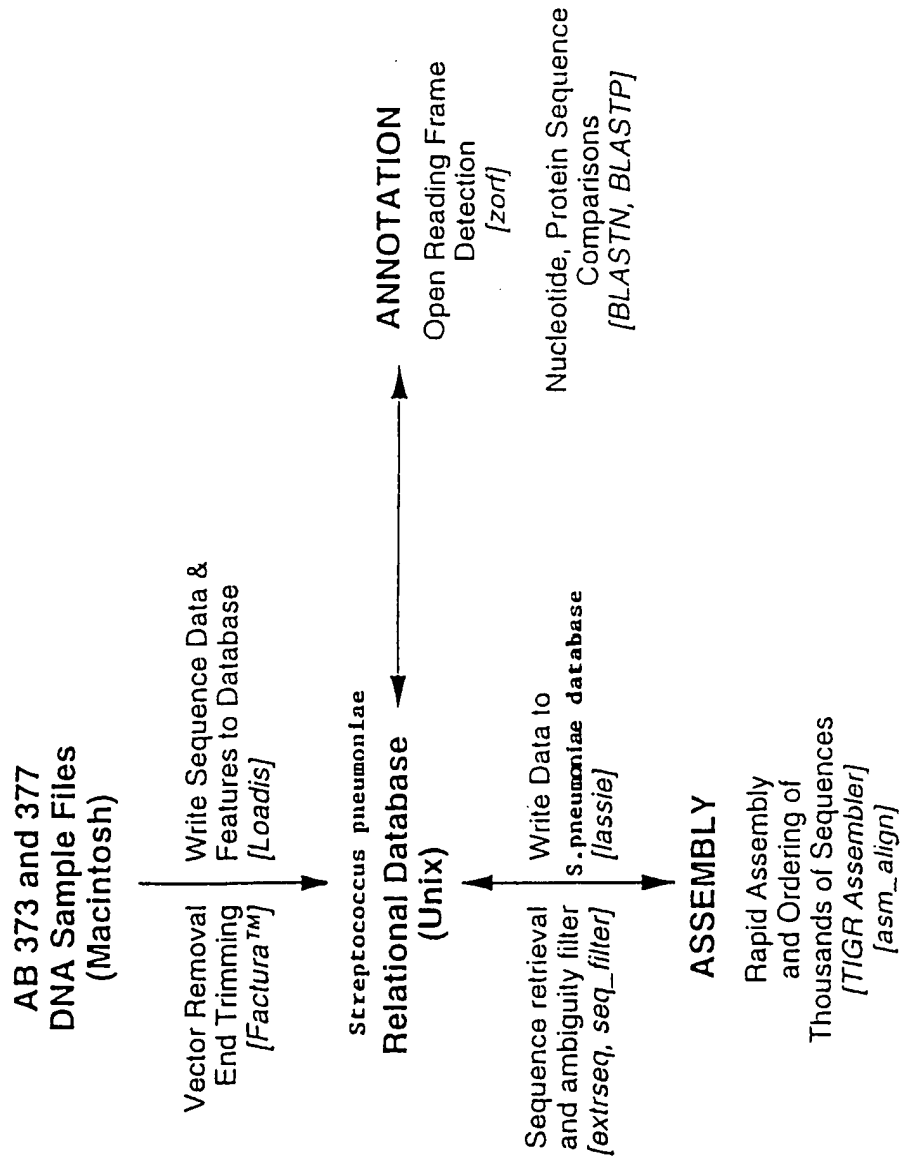 AB 373 and 377
DNA Sample Files
(Macintosh)
Vector Removal
End Trimming
[Factura™]
Write Sequence Data &
Features to Database
[Loadis]
Streptococcus pneumoniae
Relational Database
(Unix)
ANNOTATION
Open Reading Frame
Detection
[zorf]
Nucleotide, Protein Sequence
Comparisons
[BLASTN, BLASTP]
Sequence retrieval
and ambiguity filter
[extrseq, seq_filter]
Write Data to
S.pneumoniae database
[lassie]
ASSEMBLY
Rapid Assembly
and Ordering of
Thousands of Sequences
[TIGR Assembler]
[asm_align]